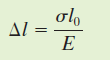 Δl = σl₀ / E